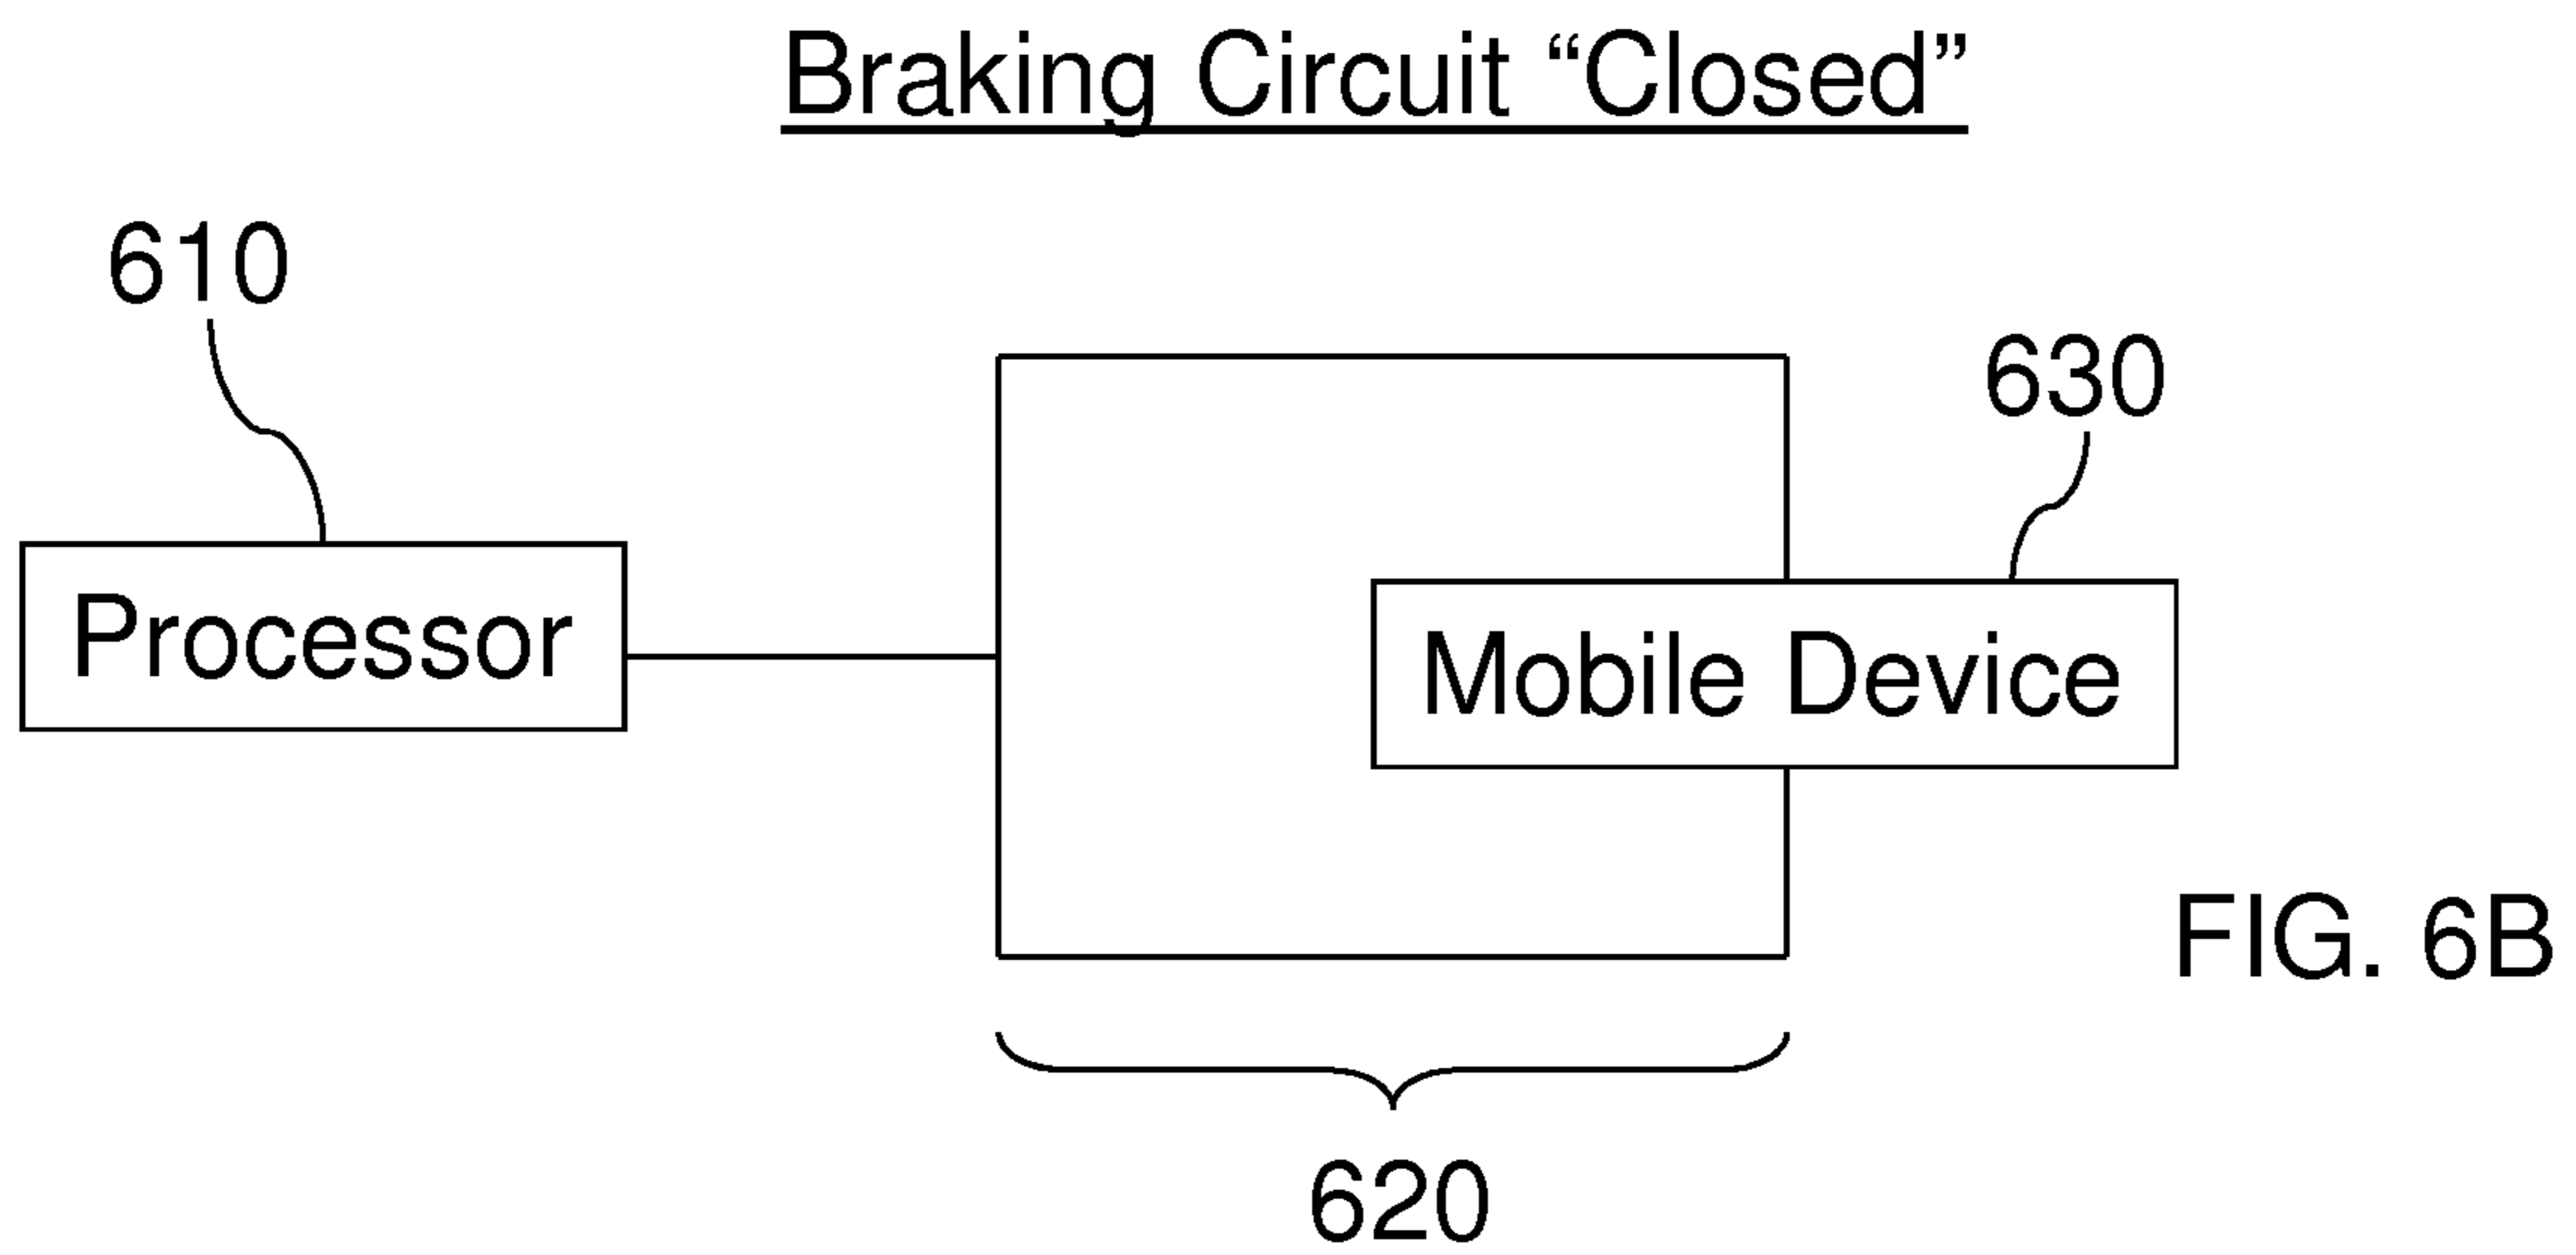 Braking Circuit “Closed”
610
630
Processor
Mobile Device
FIG. 6B
620